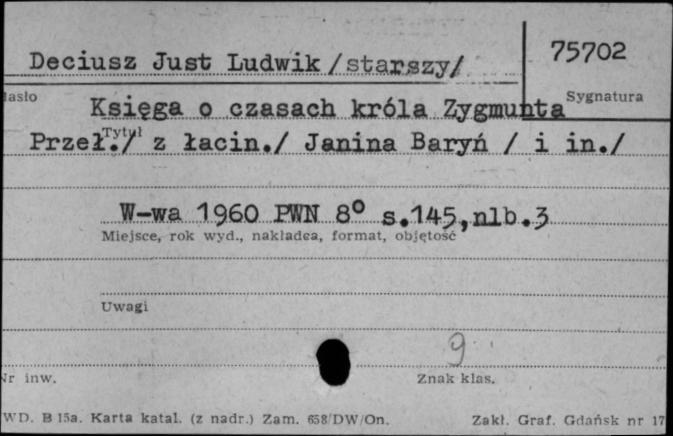 Deciusz Just Ludwik /starszy/
75702
Hasło
Sygnatura
Księga o czasach króla Zygmunta
Tytuł
Przeł./ z łacin./ Janina Baryń / i in./
W-wa 1960 PWN 8° s.145,nlb.3
Miejsce, rok wyd., nakładca, format, objętość
Uwagi
9
Nr inw.
Znak klas.
WD. B 15a. Karta katal. (z nadr.) Zam. 658/DW/On.
Zakł. Graf. Gdańsk nr 17